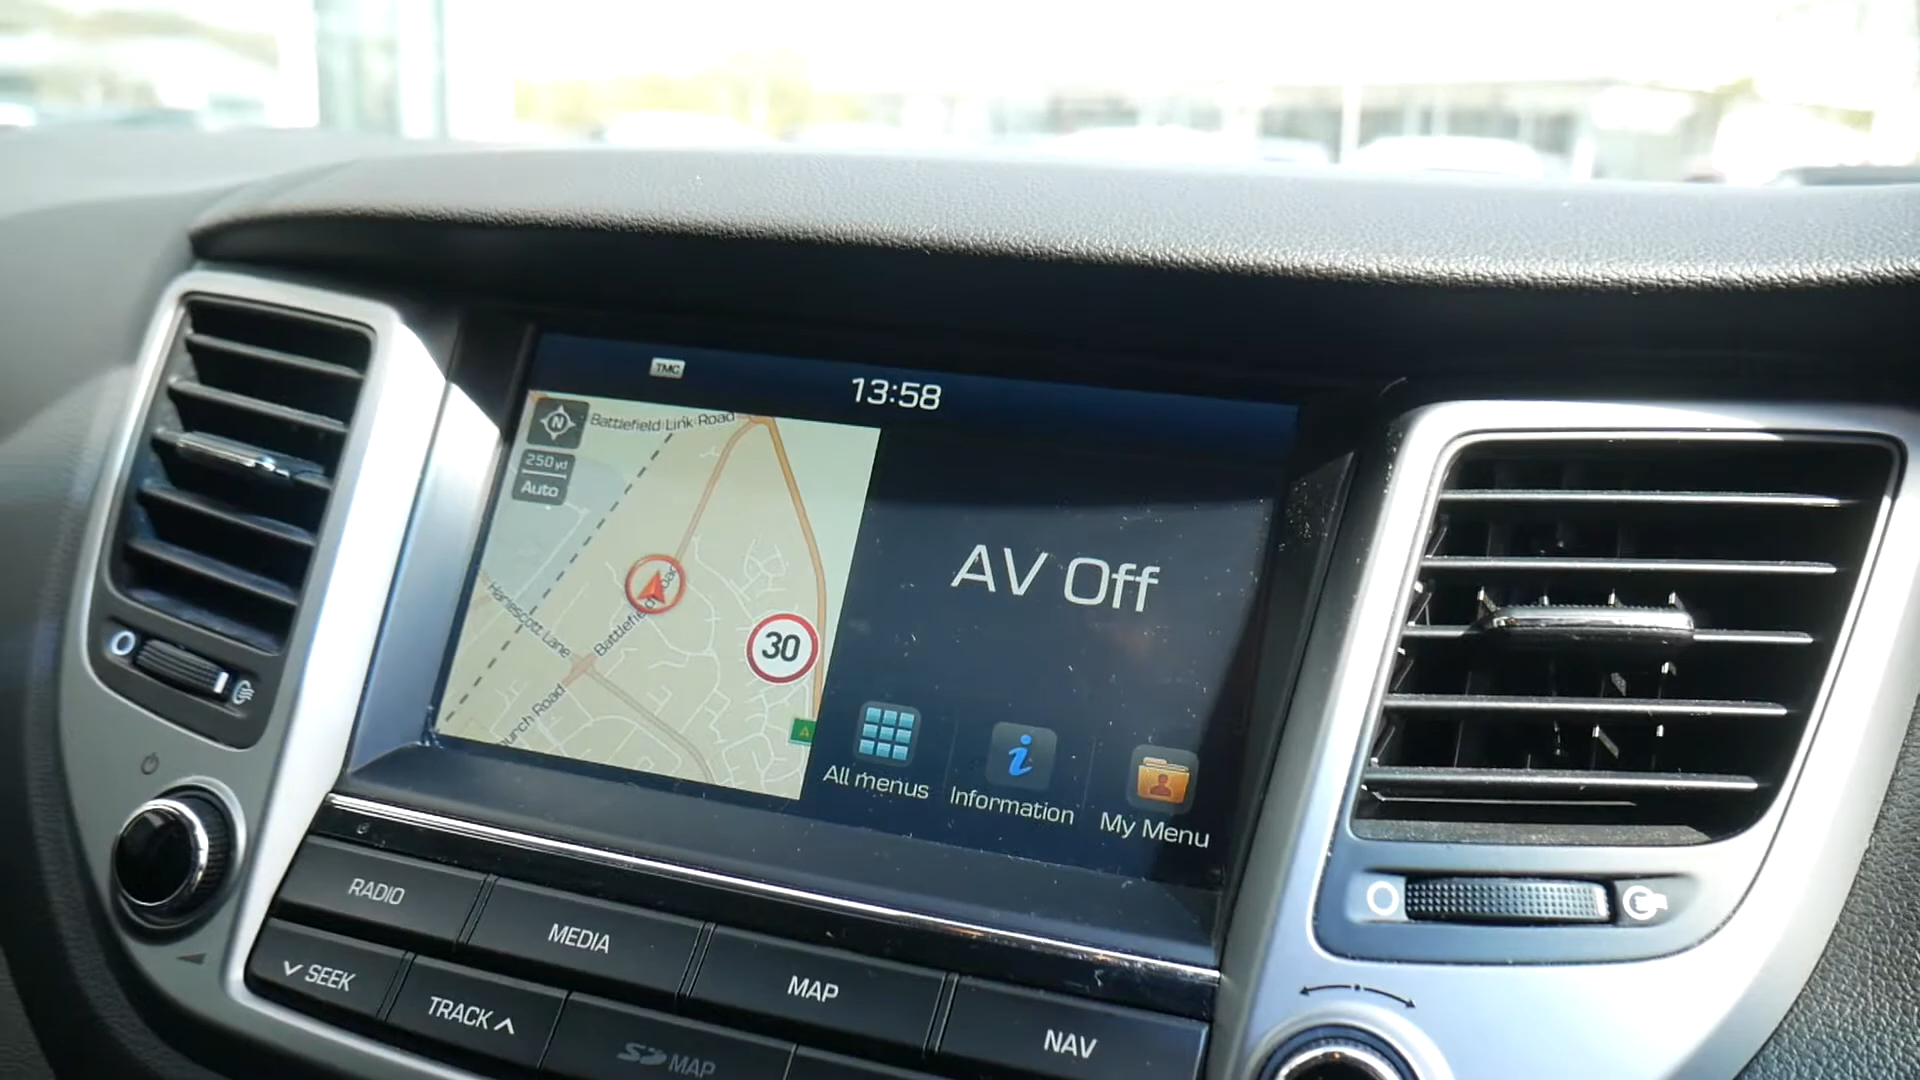 TMC
13:58
N
Battlefield Link Road
250 yd
Auto
AV Off
Harlescott Lane
Battlefield
30
A
All menus
Information
My Menu
RADIO
MEDIA
MAP
NAV
SEEK
TRACK
SD MAP